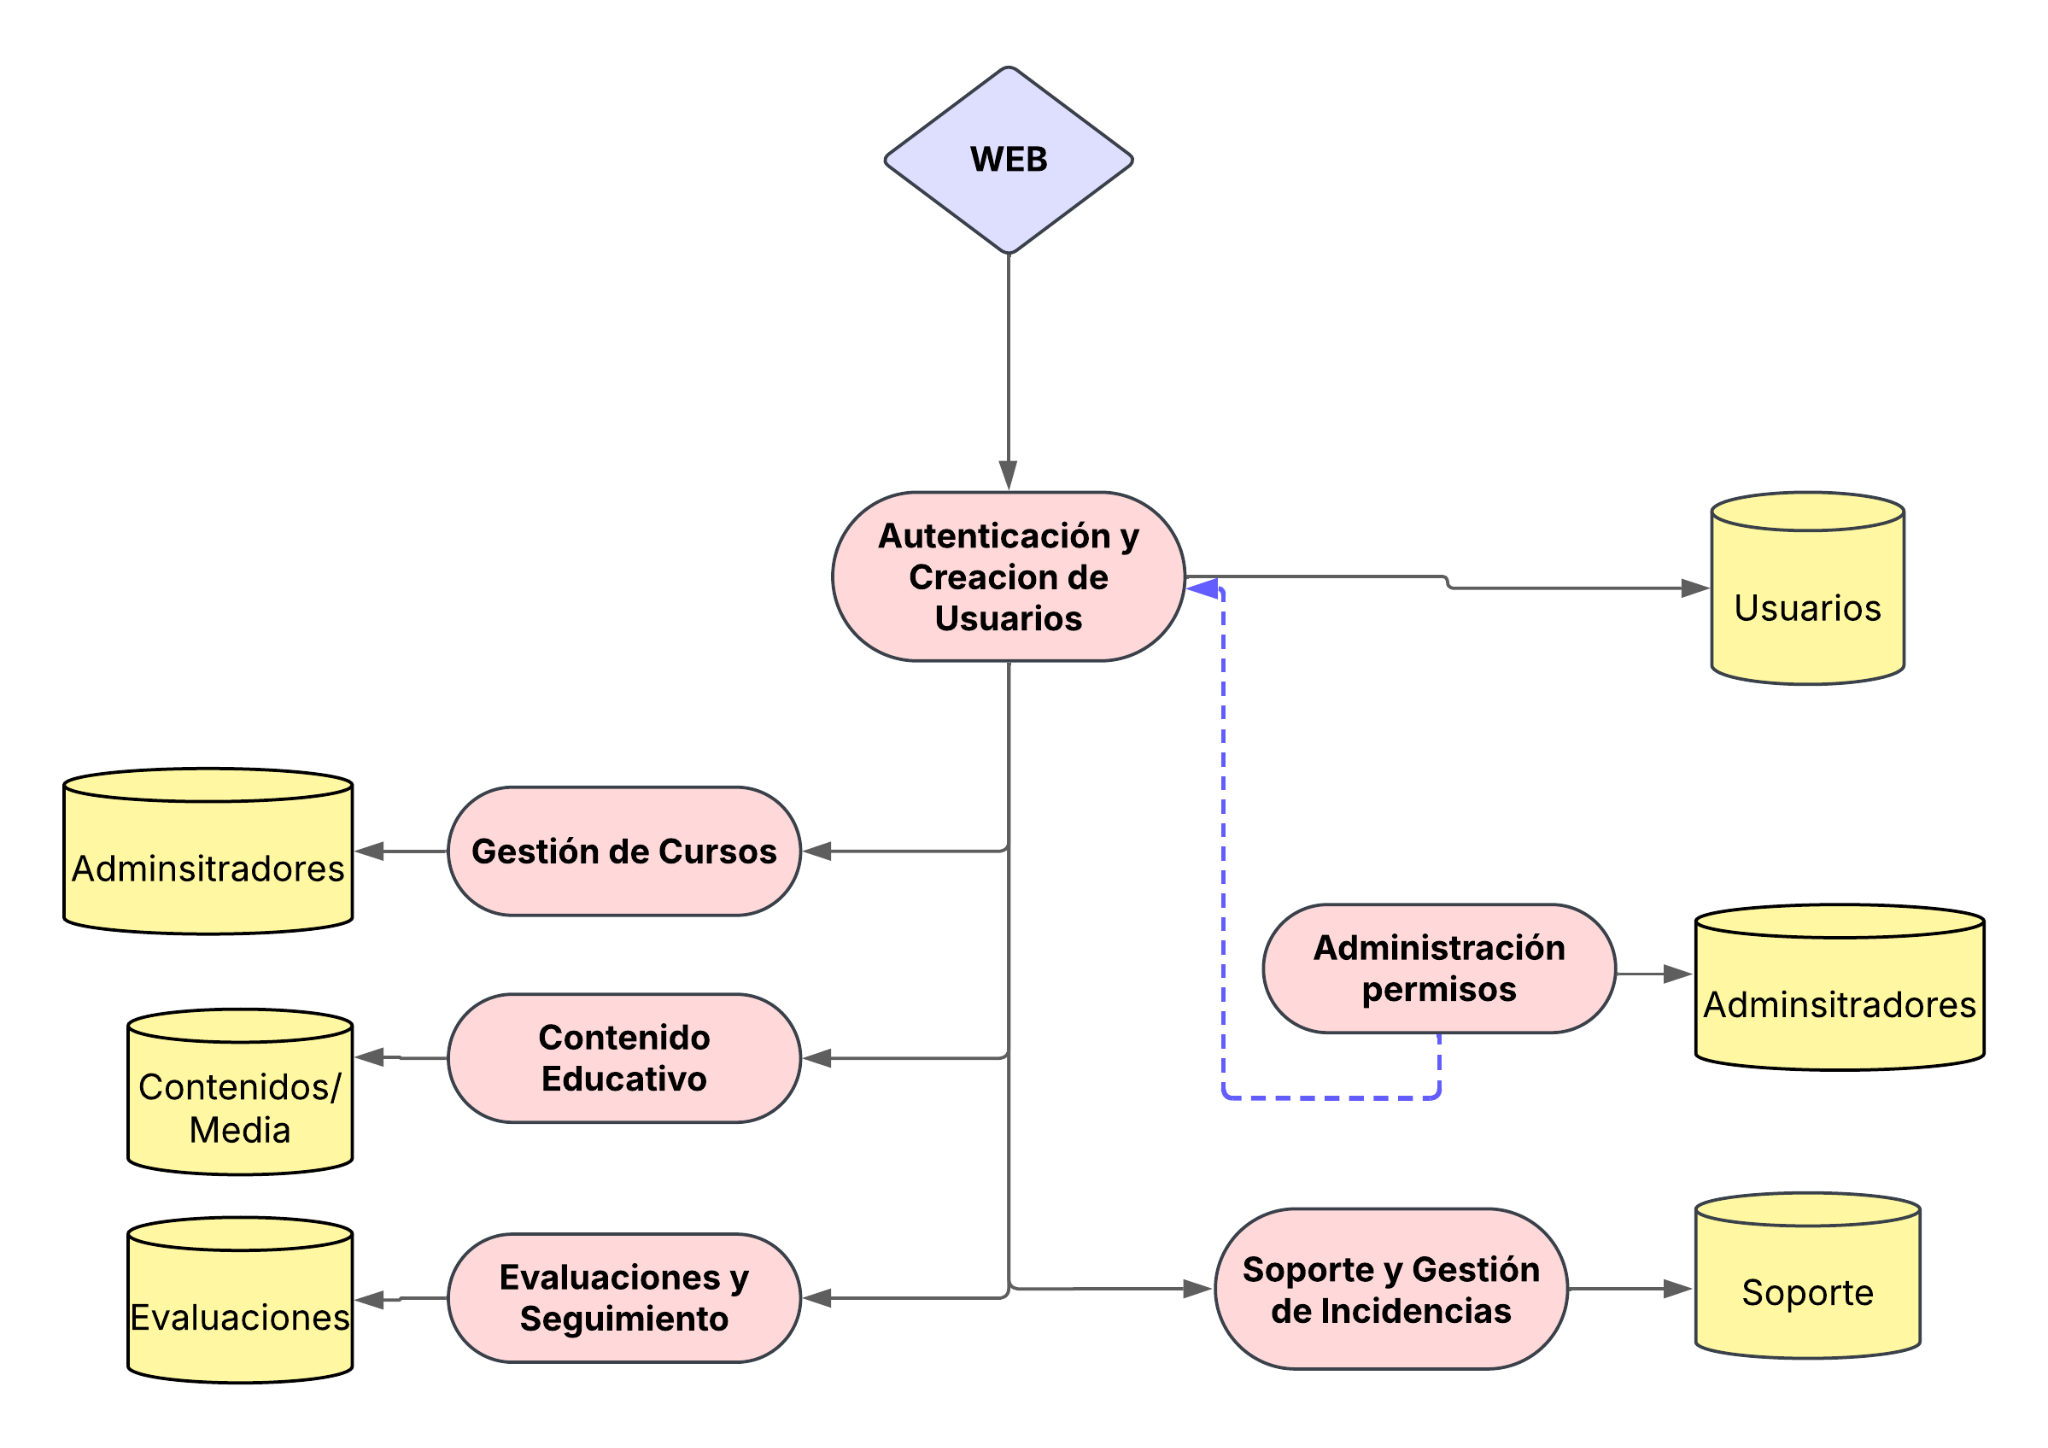 WEB
Autenticación y
Creacion de
Usuarios
Usuarios
Adminsitradores
Gestión de Cursos
Administración
permisos
Adminsitradores
Contenidos/
Media
Contenido
Educativo
Evaluaciones
Evaluaciones y
Seguimiento
Soporte y Gestión
de Incidencias
Soporte